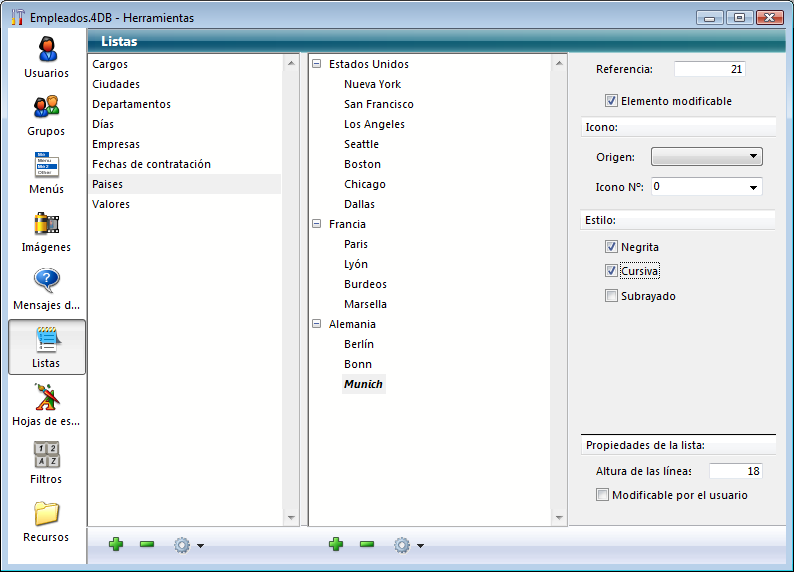 Empleados.4DB - Herramientas
Usuarios
Grupos
Menús
Imágenes
Mensajes d...
Listas
Hojas de es...
Filtros
Recursos
Listas
Cargos
Ciudades
Departamentos
Días
Empresas
Fechas de contratación
Paises
Valores
Estados Unidos
Nueva York
San Francisco
Los Angeles
Seattle
Boston
Chicago
Dallas
Francia
Paris
Lyón
Burdeos
Marsella
Alemania
Berlín
Bonn
Munich
Referencia: 21
Elemento modificable
Icono:
Origen:
Icono Nº: 0
Estilo:
Negrita
Cursiva
Subrayado
Propiedades de la lista:
Altura de las líneas 18
Modificable por el usuario